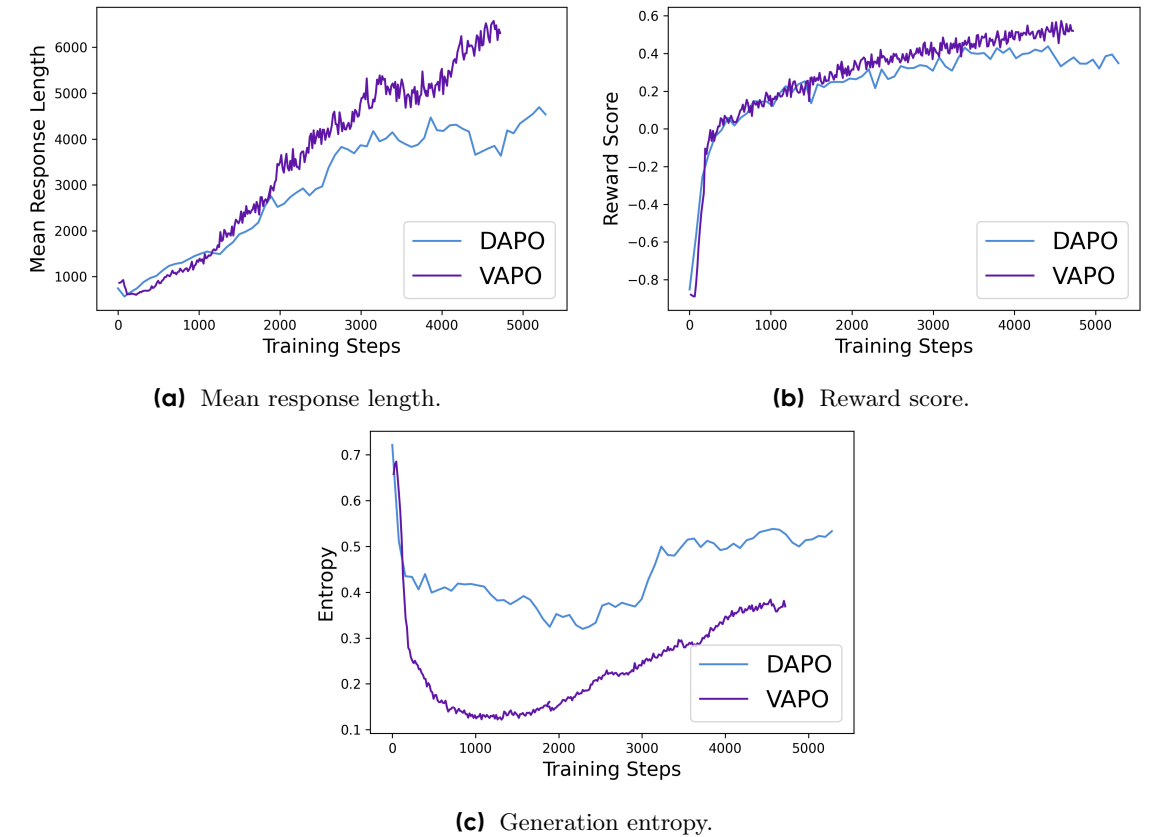 6000
5000
4000
3000
2000
1000
Mean Response Length
DAPO
VAPO
0 1000 2000 3000 4000 5000
Training Steps
(a) Mean response length.
0.6
0.4
0.2
0.0
−0.2
−0.4
−0.6
−0.8
Reward Score
DAPO
VAPO
0 1000 2000 3000 4000 5000
Training Steps
(b) Reward score.
0.7
0.6
0.5
0.4
0.3
0.2
0.1
Entropy
DAPO
VAPO
0 1000 2000 3000 4000 5000
Training Steps
(c) Generation entropy.